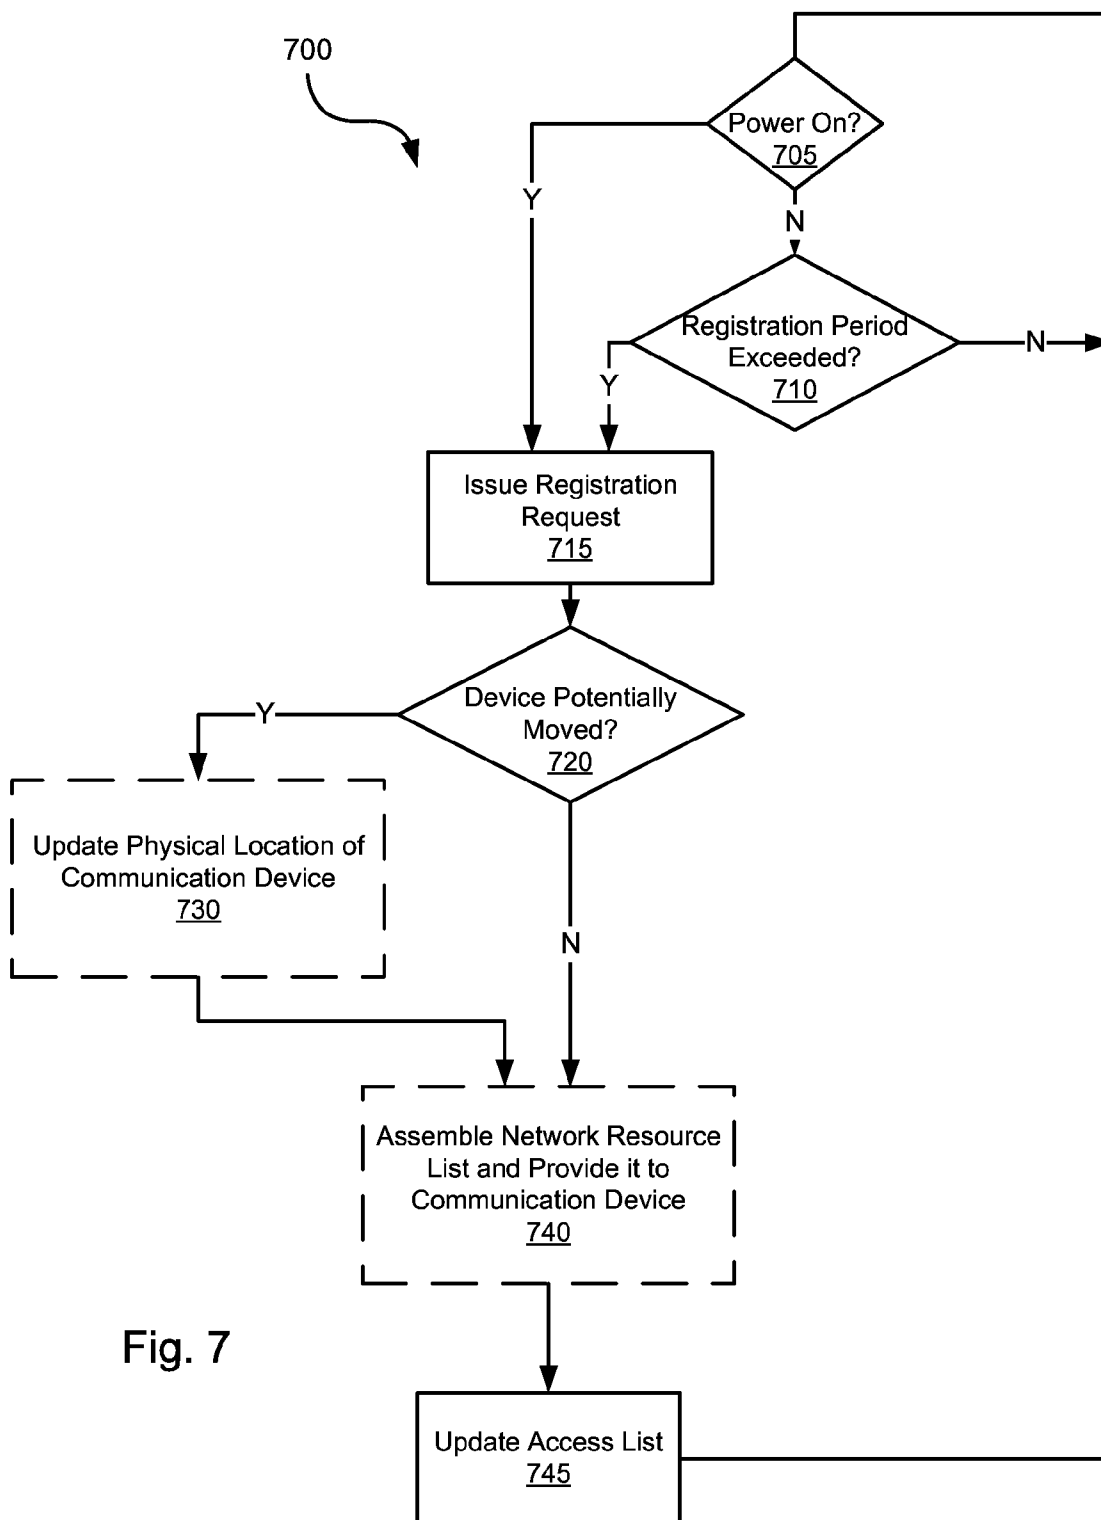 700
Power On?
705
Y
N
Registration Period
Exceeded?
710
N
Y
Issue Registration
Request
715
Device Potentially
Moved?
720
Y
Update Physical Location of
Communication Device
730
N
Assemble Network Resource
List and Provide it to
Communication Device
740
Fig. 7
Update Access List
745